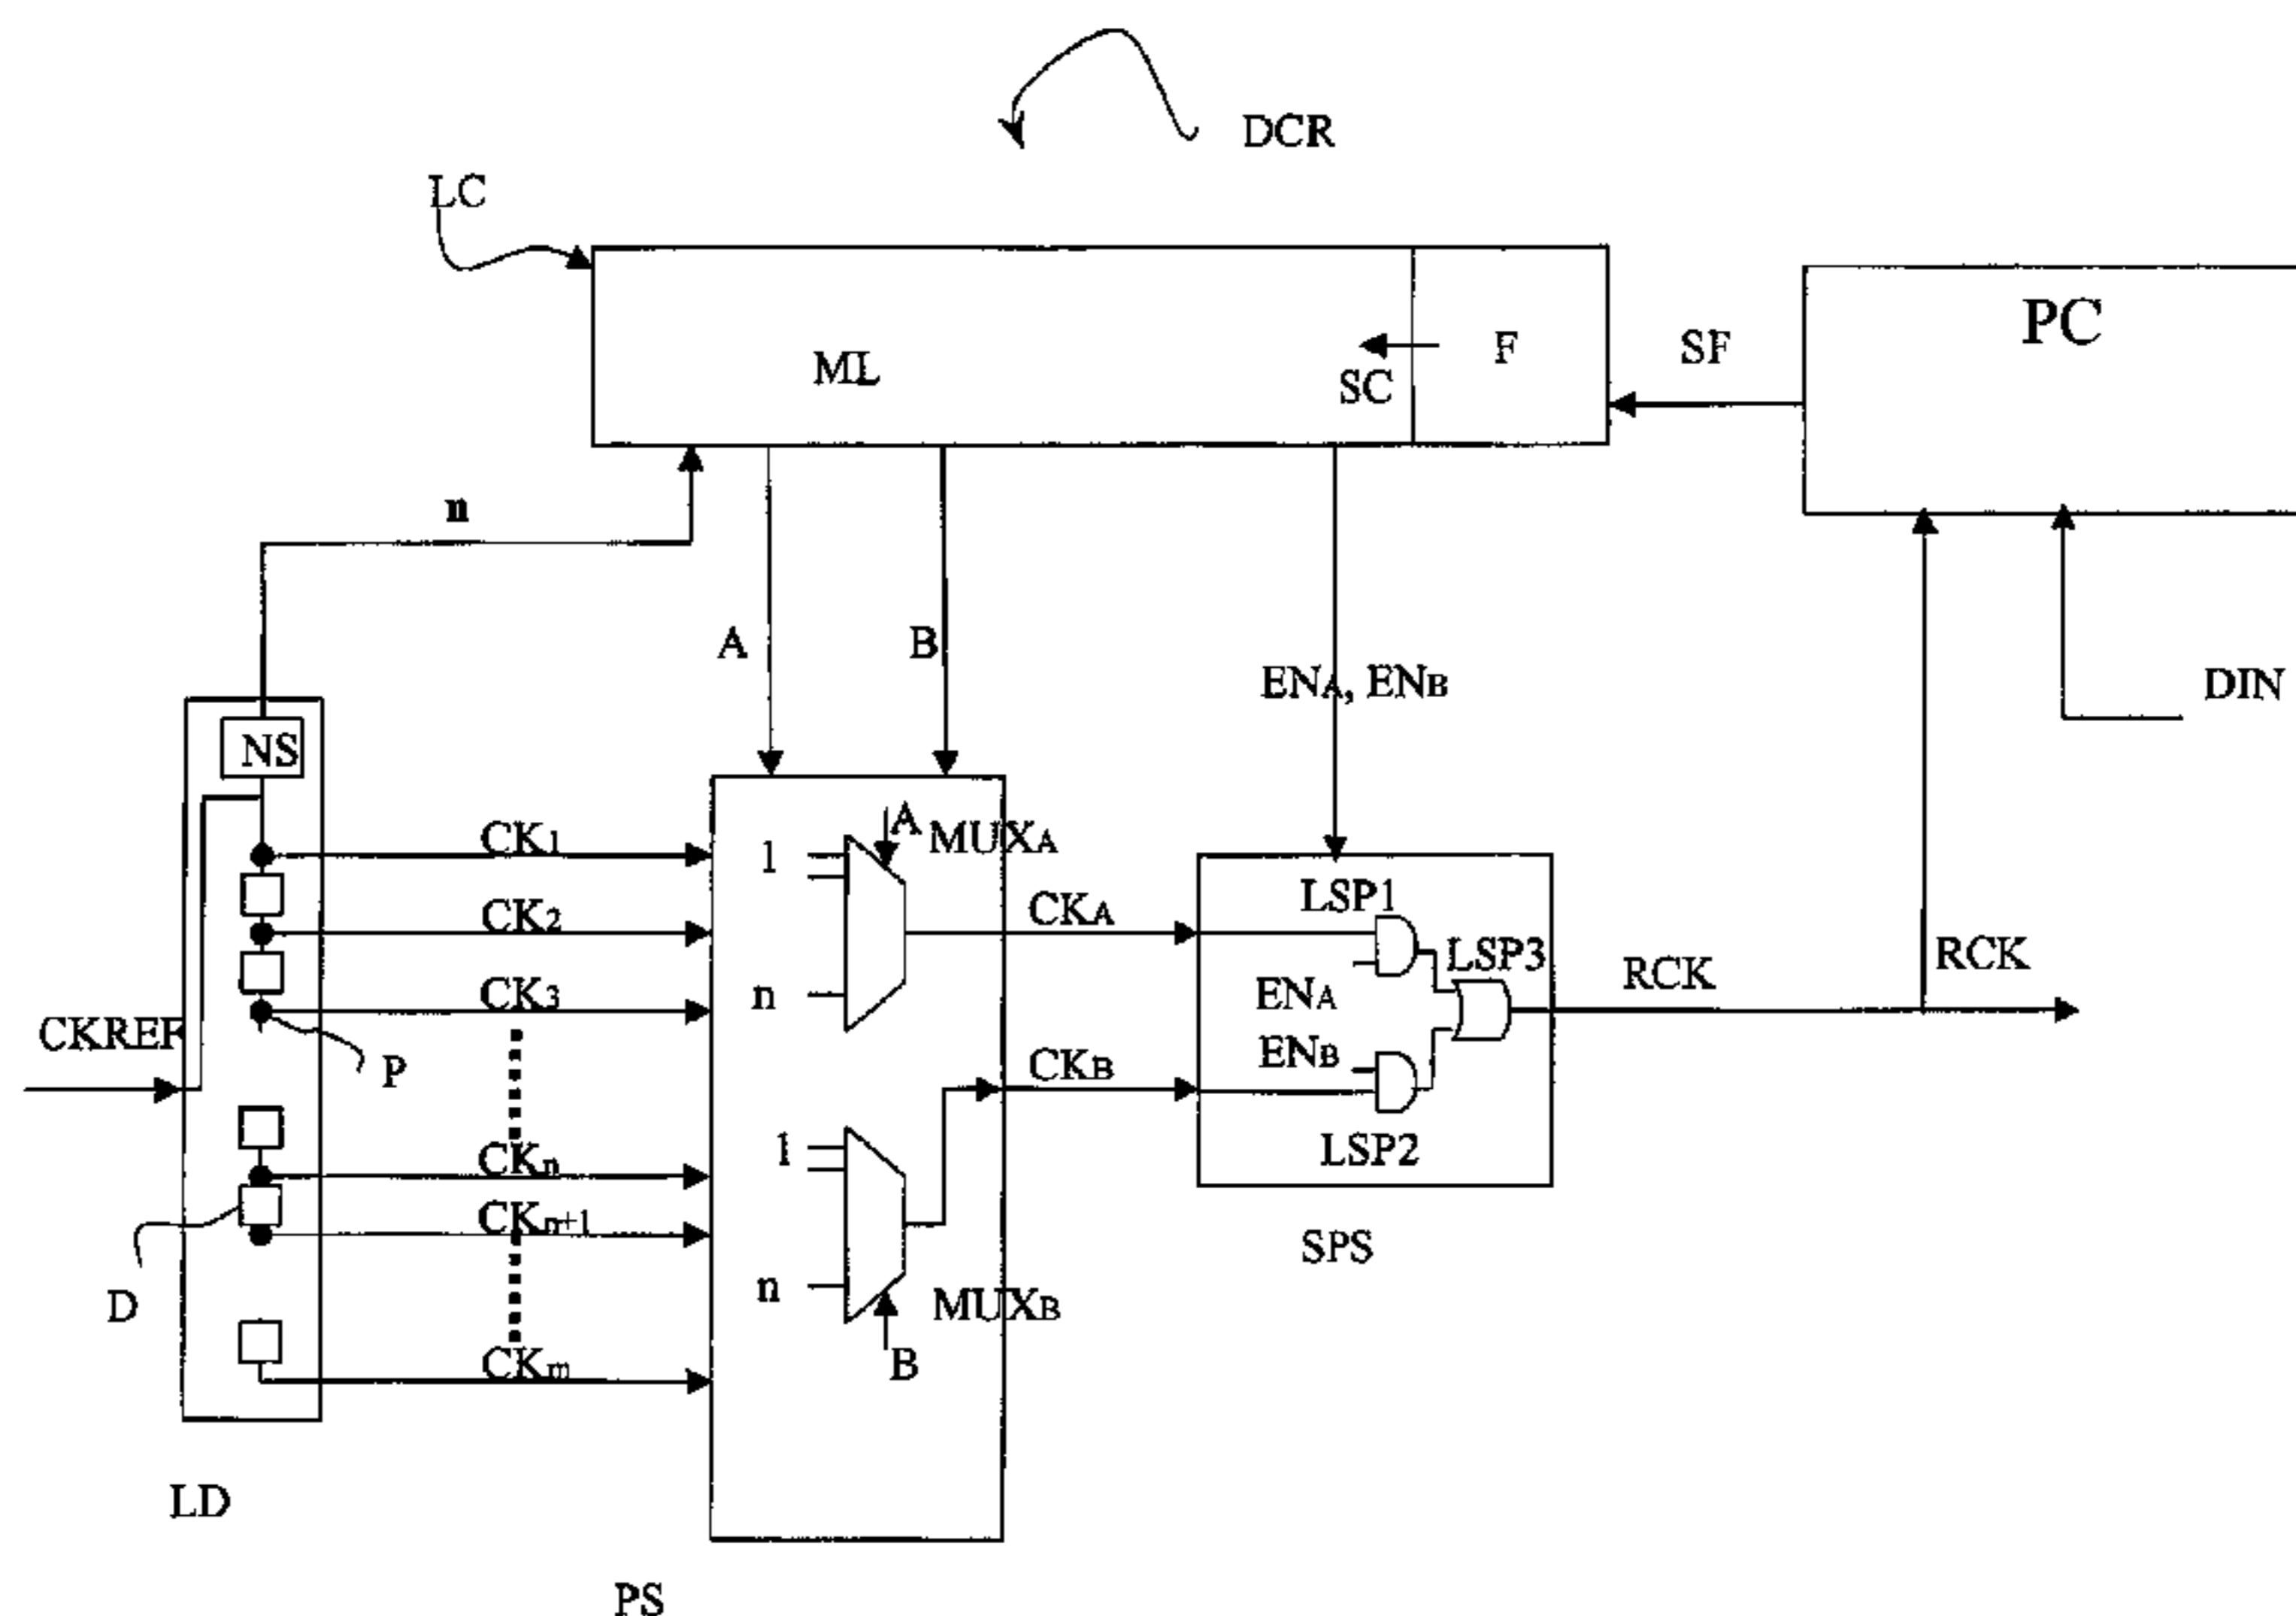 DCR
LC
ML
SC
F
SF
PC
n
A
B
ENA, ENB
DIN
NS
CK1
CK2
CK3
CKREF
P
CKn
CKn+1
D
CKm
LD
1
A
MUXA
n
1
n
MUXB
B
PS
CKA
CKB
LSP1
LSP3
ENA
ENB
LSP2
SPS
RCK
RCK